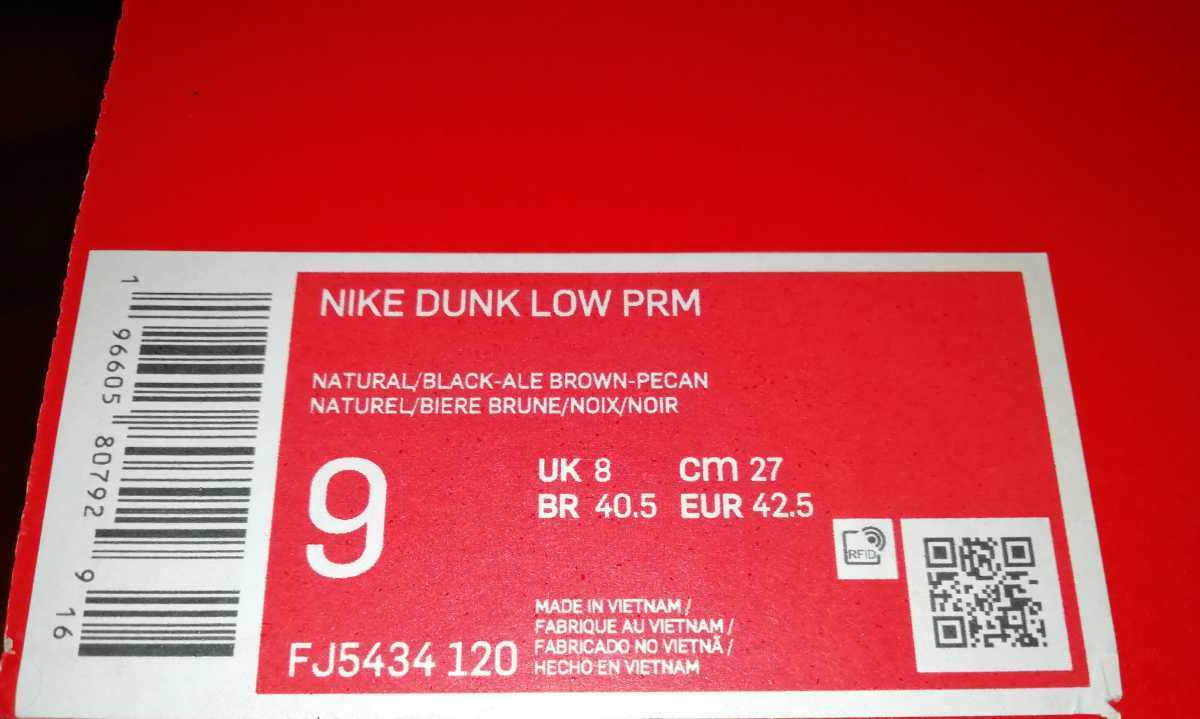 NIKE DUNK LOW PRM
NATURAL/BLACK-ALE BROWN-PECAN
NATUREL/BIERE BRUNE/NOIX/NOIR
9
UK 8 cm 27
BR 40.5 EUR 42.5
RFID
MADE IN VIETNAM /
FABRIQUE AU VIETNAM /
FABRICADO NO VIETNÃ /
HECHO EN VIETNAM
FJ5434 120
1 96605 80792 9 16